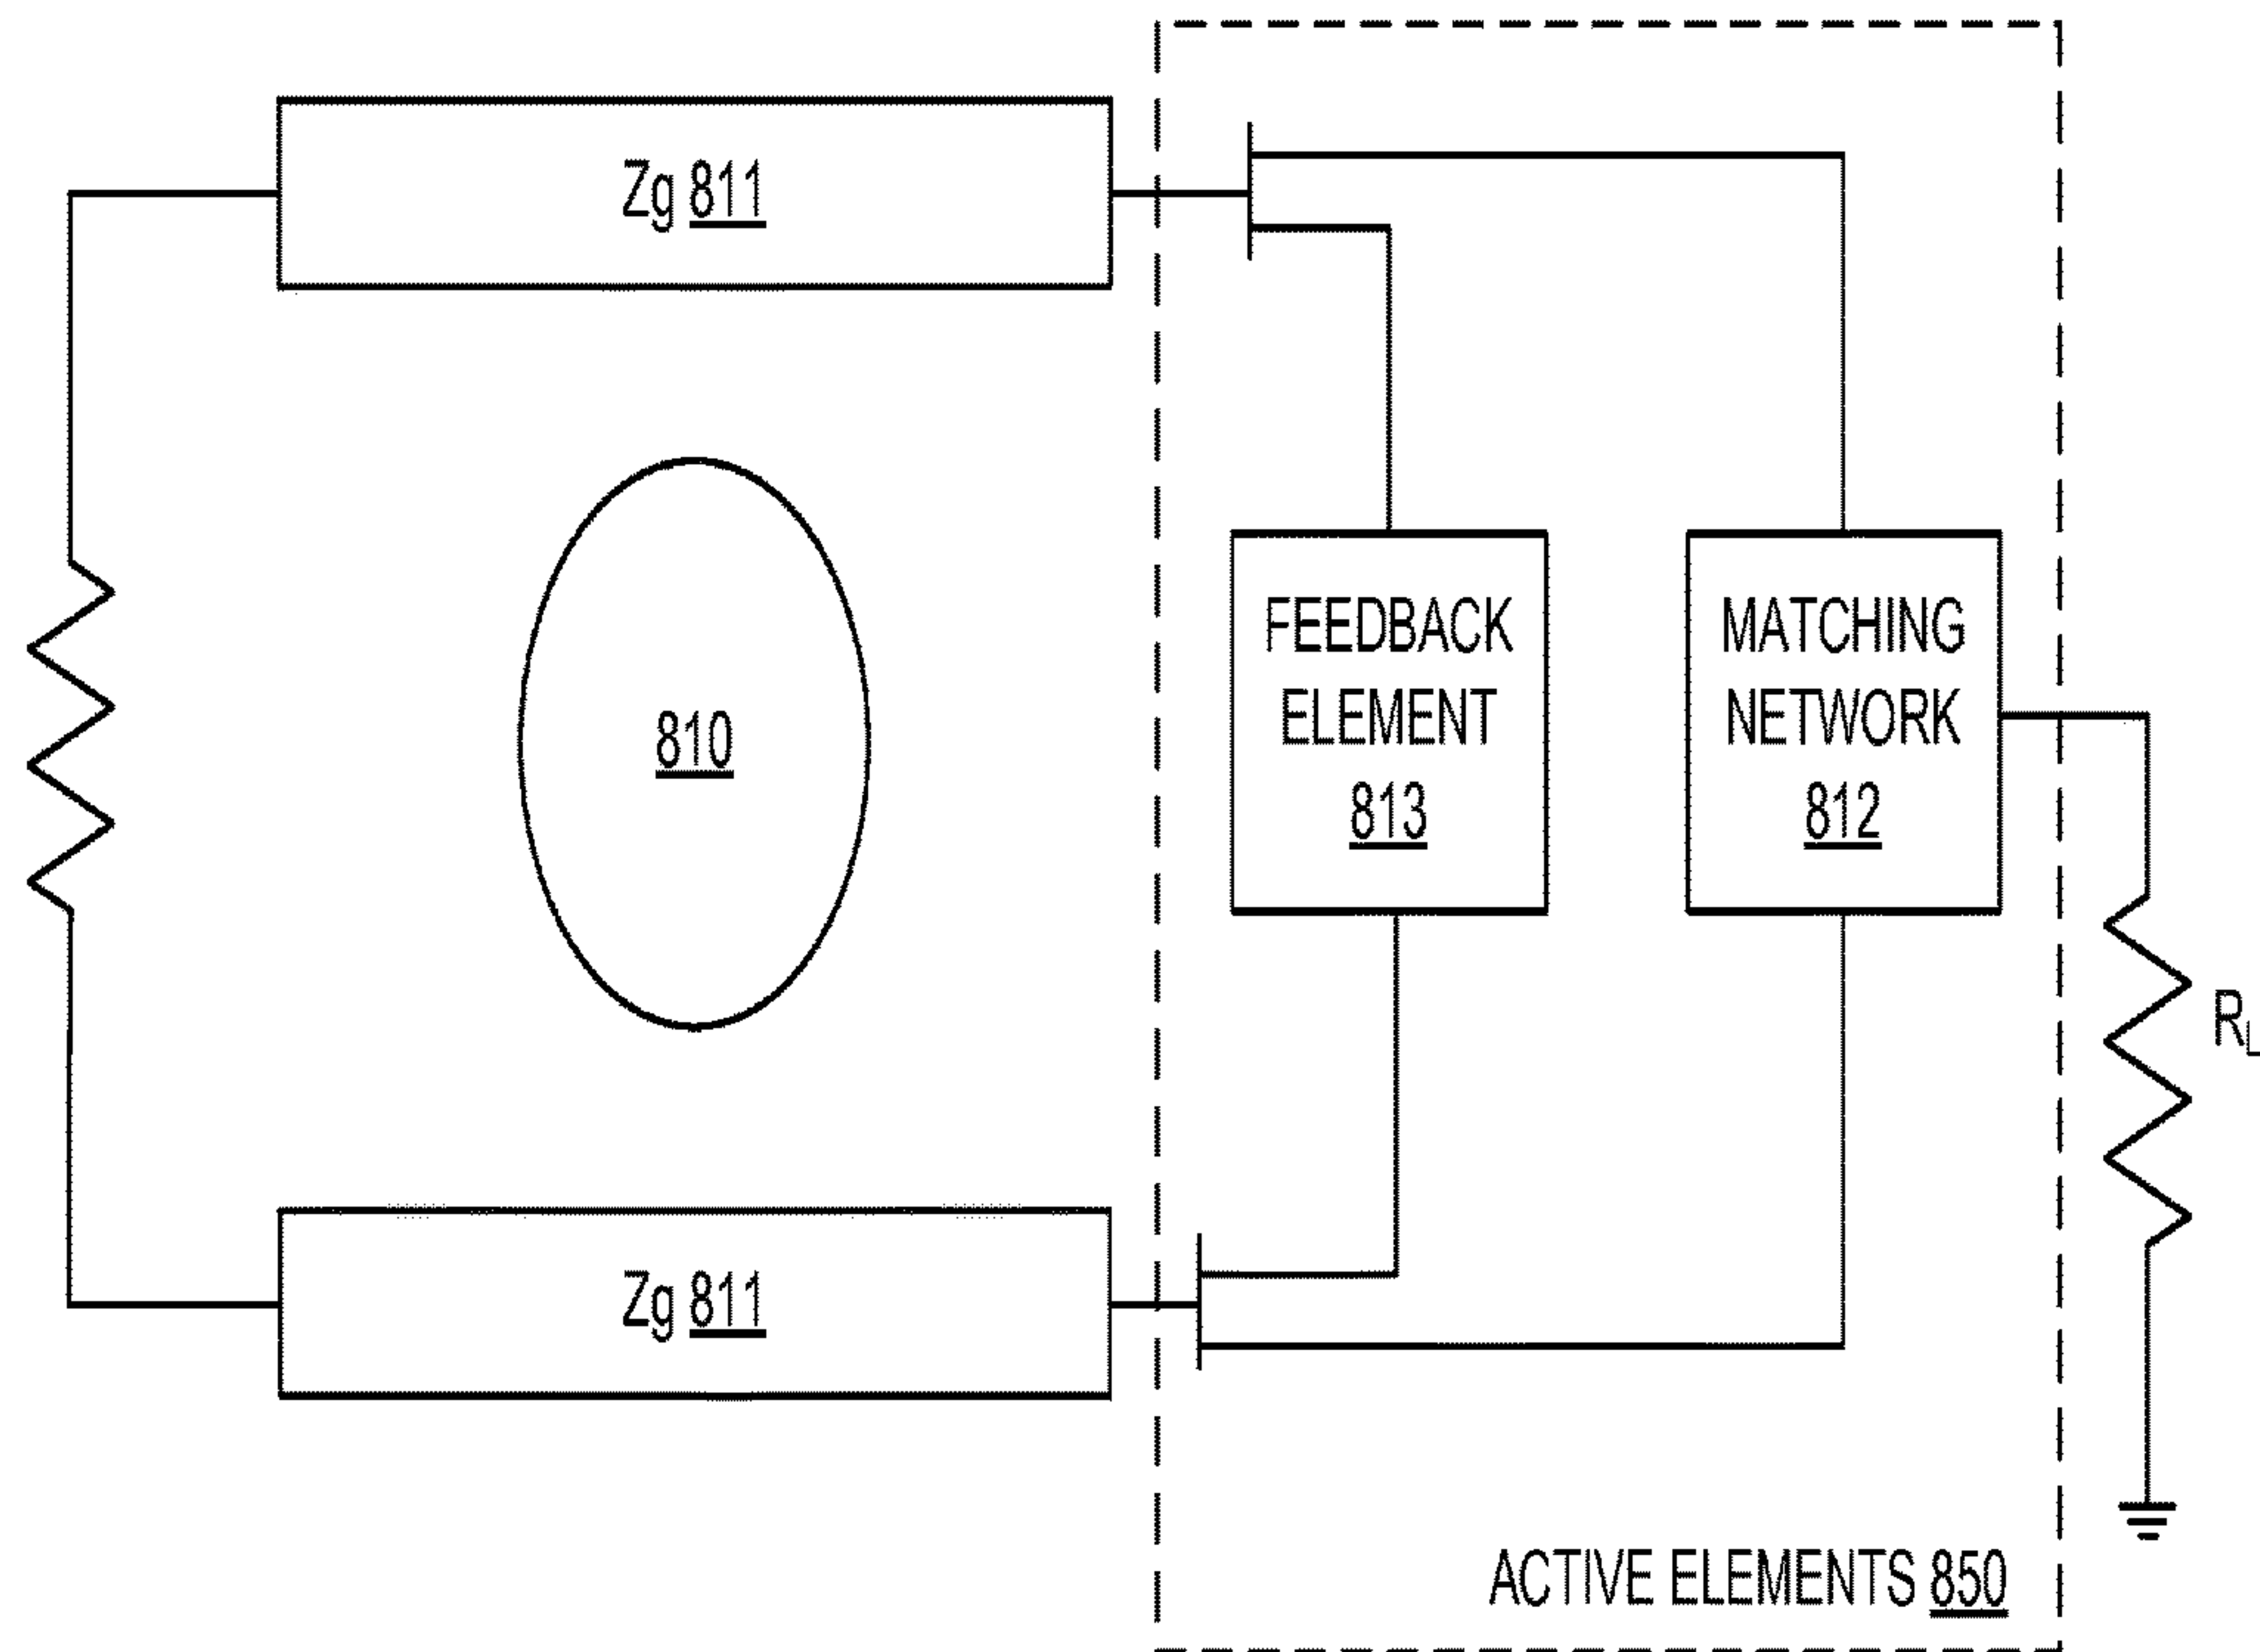 Zg 811
810
FEEDBACK
ELEMENT
813
MATCHING
NETWORK
812
RL
Zg 811
ACTIVE ELEMENTS 850